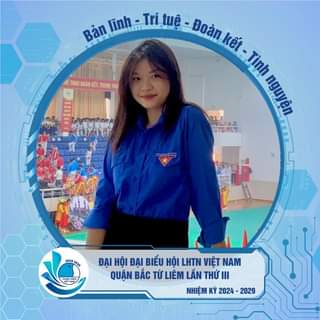 Bản lĩnh - Trí tuệ - Đoàn kết - Tình nguyện
ĐẠI HỘI ĐẠI BIỂU HỘI LHTN VIỆT NAM
QUẬN BẮC TỪ LIÊM LẦN THỨ III
NHIỆM KỲ 2024 - 2029